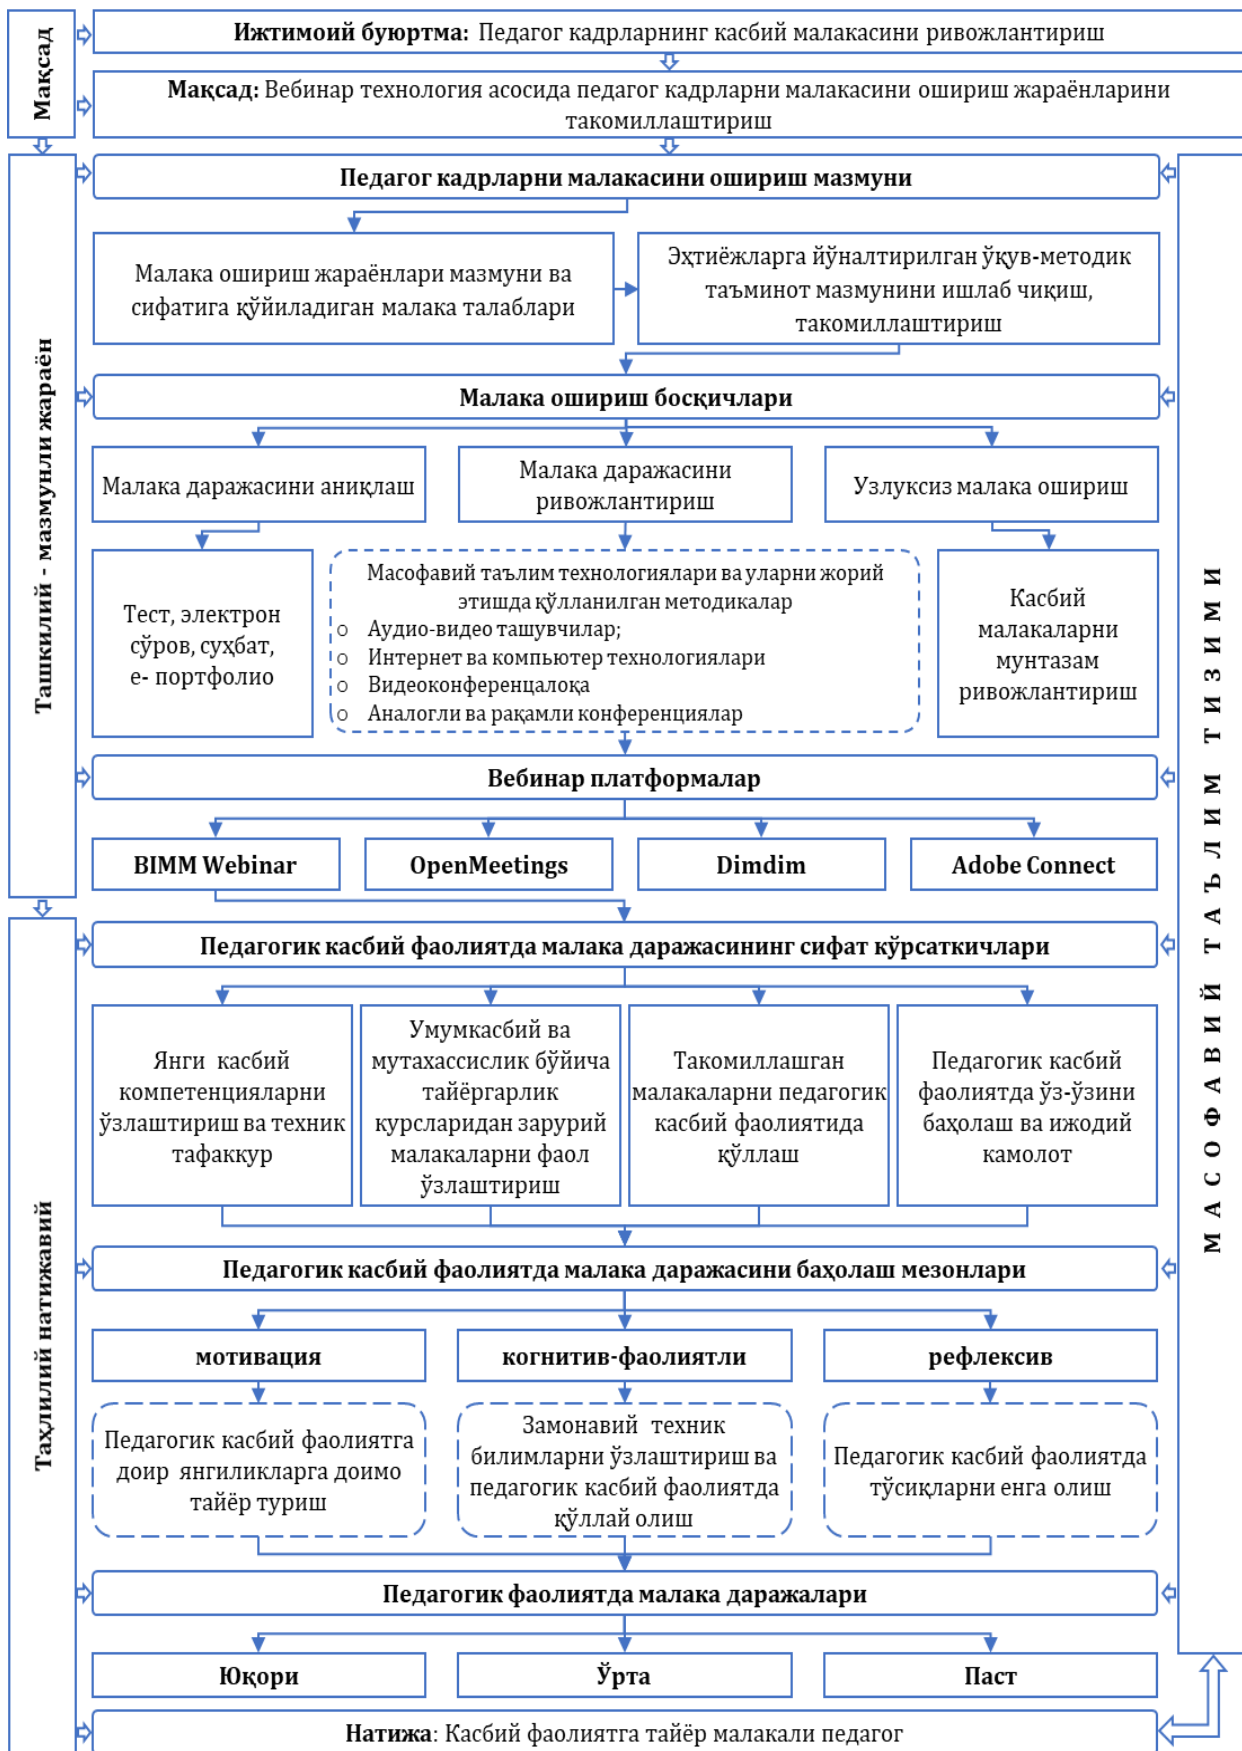 Мақсад
Ижтимоий буюртма: Педагог кадрларнинг касбий малакасини ривожлантириш
Мақсад: Вебинар технология асосида педагог кадрларни малакасини ошириш жараёнларини
такомиллаштириш
Ташкилий - мазмунли жараён
Педагог кадрларни малакасини ошириш мазмуни
Малака ошириш жараёнлари мазмуни ва
сифатига қўйиладиган малака талаблари
Эҳтиёжларга йўналтирилган ўқув-методик
таъминот мазмунини ишлаб чиқиш,
такомиллаштириш
Малака ошириш босқичлари
Малака даражасини аниқлаш
Малака даражасини
ривожлантириш
Узлуксиз малака ошириш
Тест, электрон
сўров, суҳбат,
е- портфолио
Масофавий таълим технологиялари ва уларни жорий
этишда қўлланилган методикалар
o Аудио-видео ташувчилар;
o Интернет ва компьютер технологиялари
o Видеоконференцалоқа
o Аналогли ва рақамли конференциялар
Касбий
малакаларни
мунтазам
ривожлантириш
Вебинар платформалар
BIMM Webinar
OpenMeetings
Dimdim
Adobe Connect
МАСОФАВИЙ ТАЪЛИМ ТИЗИМИ
Таҳлилий натижавий
Педагогик касбий фаолиятда малака даражасининг сифат кўрсаткичлари
Янги касбий
компетенцияларни
ўзлаштириш ва техник
тафаккур
Умумкасбий ва
мутахассислик бўйича
тайёргарлик
курсларидан зарурий
малакаларни фаол
ўзлаштириш
Такомиллашган
малакаларни педагогик
касбий фаолиятида
қўллаш
Педагогик касбий
фаолиятда ўз-ўзини
баҳолаш ва ижодий
камолот
Педагогик касбий фаолиятда малака даражасини баҳолаш мезонлари
мотивация
когнитив-фаолиятли
рефлексив
Педагогик касбий фаолиятга
доир янгиликларга доимо
тайёр туриш
Замонавий техник
билимларни ўзлаштириш ва
педагогик касбий фаолиятда
қўллай олиш
Педагогик касбий фаолиятда
тўсиқларни енга олиш
Педагогик фаолиятда малака даражалари
Юқори
Ўрта
Паст
Натижа: Касбий фаолиятга тайёр малакали педагог